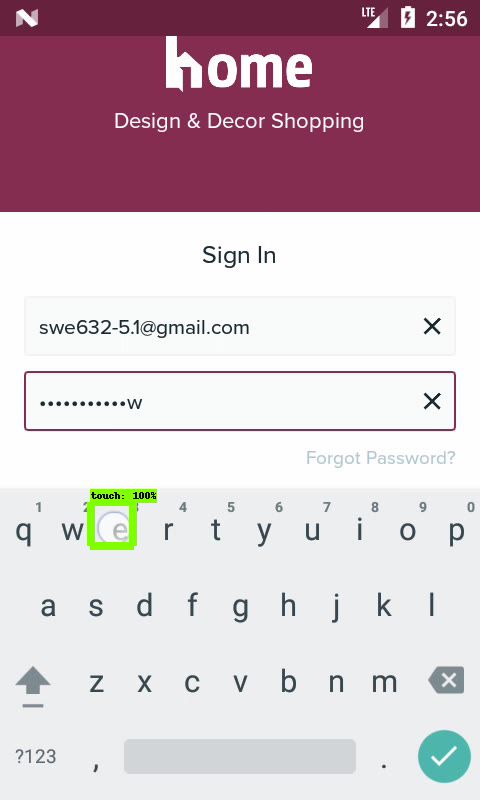 LTE 2:56
home
Design & Decor Shopping
Sign In
swe632-5.1@gmail.com
•••••••••••w
Forgot Password?
touch: 100%
1 2 3 4 5 6 7 8 9 0
q w e r t y u i o p
a s d f g h j k l
z x c v b n m
?123 , .